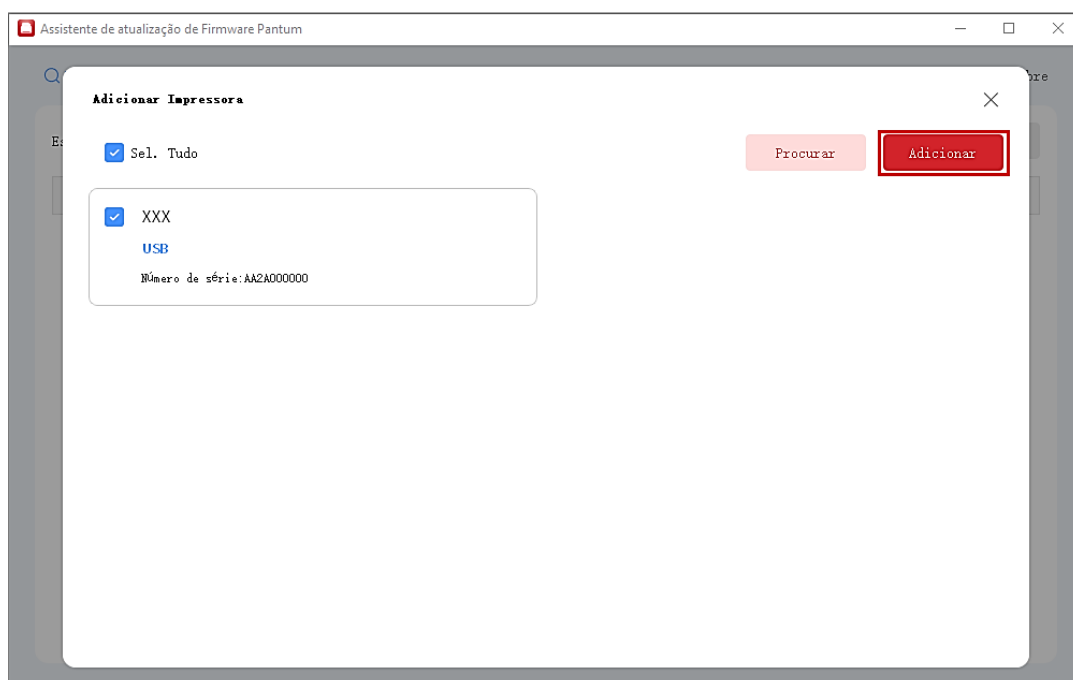 Assistente de atualização de Firmware Pantum
Adicionar Impressora
Sel. Tudo
Procurar
Adicionar
XXX
USB
Número de série:AA2A000000